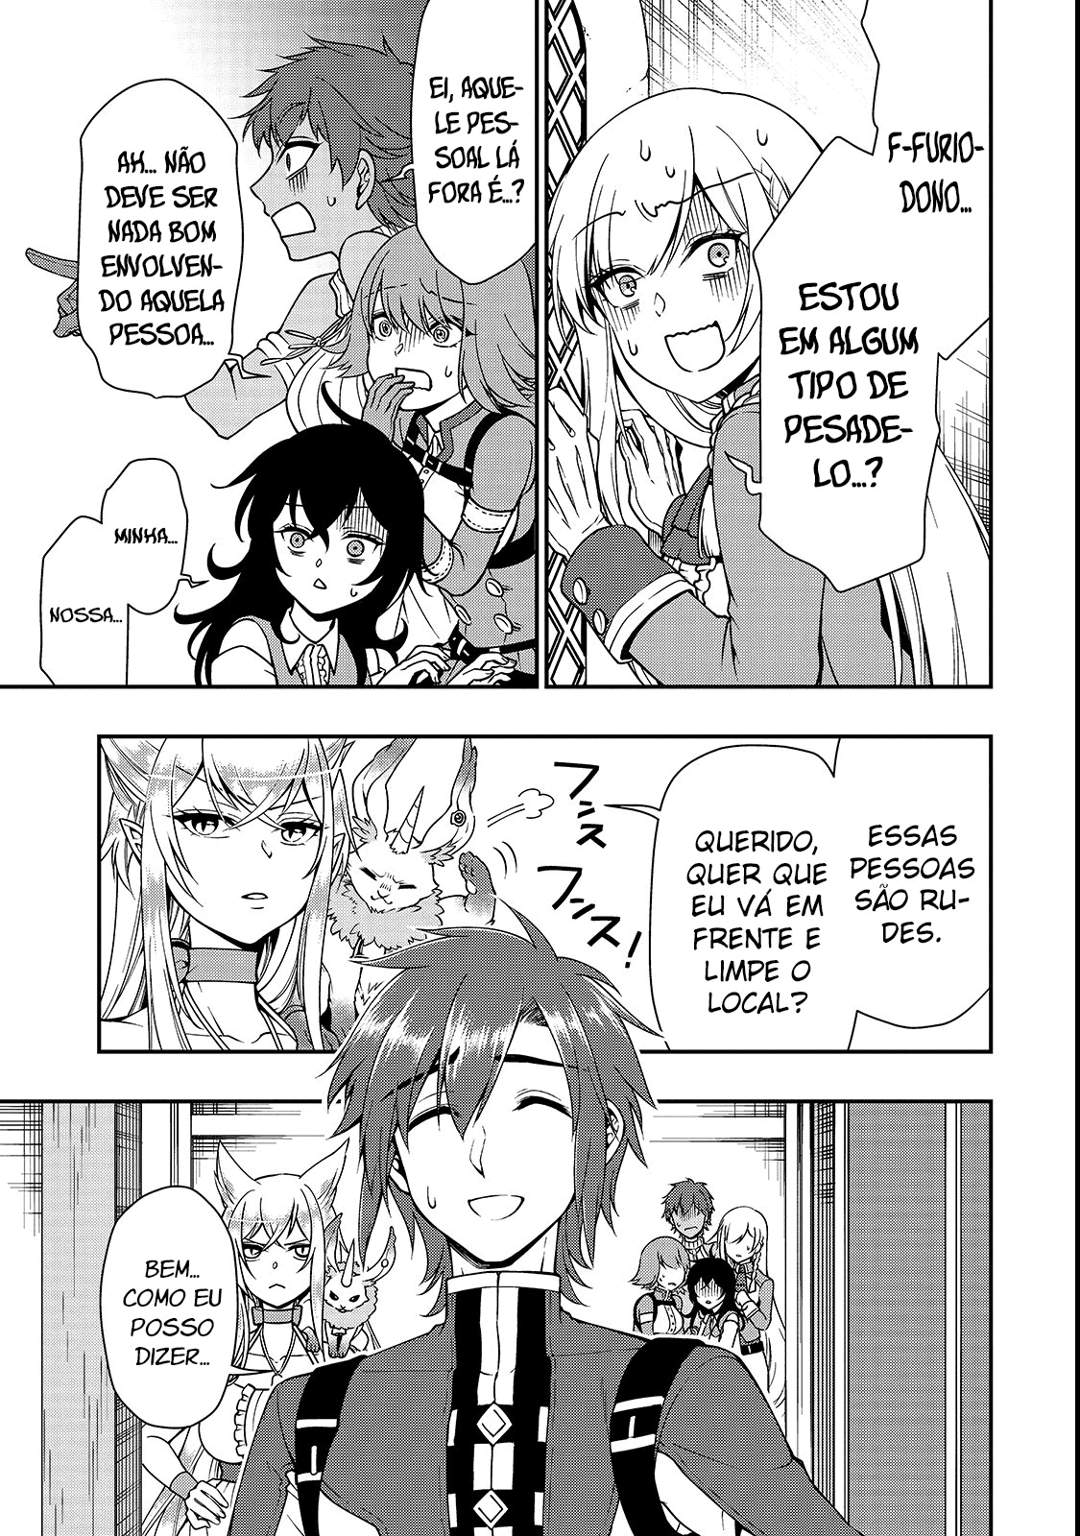 F-FURIO-
DONO...
ESTOU
EM ALGUM
TIPO DE
PESADE-
LO...?
EI, AQUE-
LE PES-
SOAL LÁ
FORA É...?
AH... NÃO
DEVE SER
NADA BOM
ENVOLVEN-
DO AQUELA
PESSOA...
MINHA...
NOSSA...
ESSAS
PESSOAS
SÃO RU-
DES.
QUERIDO,
QUER QUE
EU VÁ EM
FRENTE E
LIMPE O
LOCAL?
フンス
フンス!
BEM...
COMO EU
POSSO
DIZER...